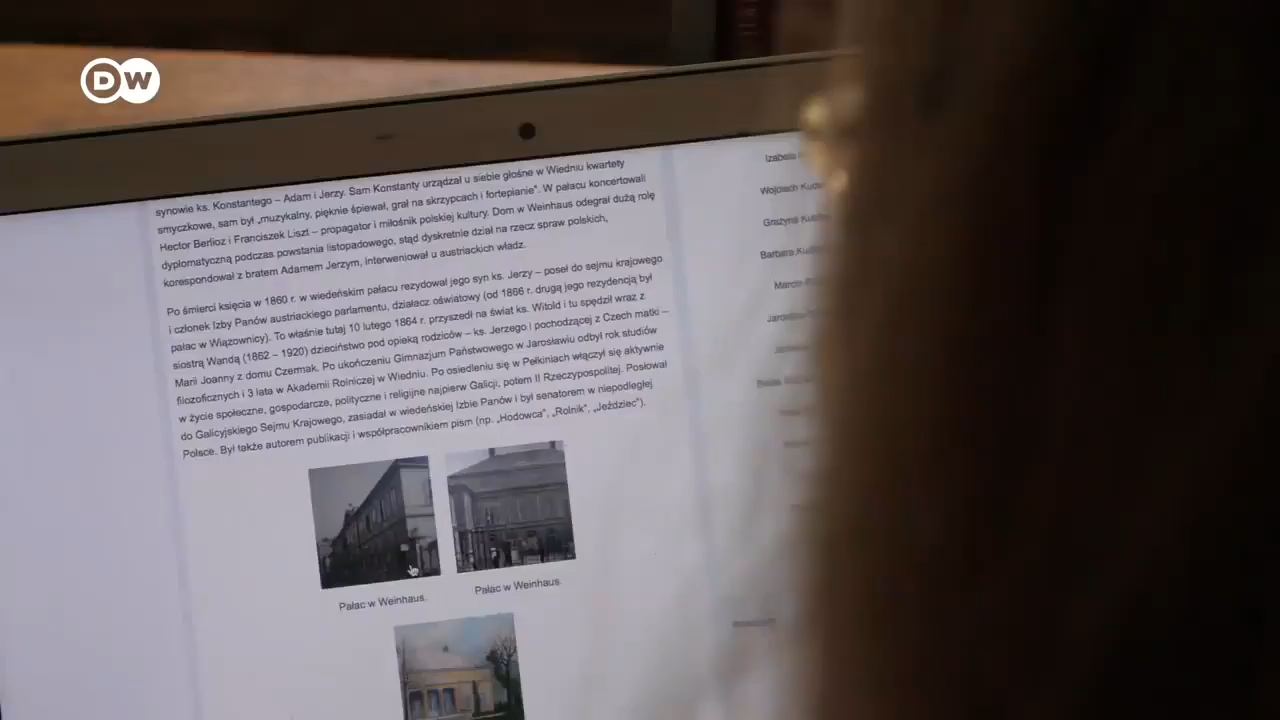 DW
synowie ks. Konstantego – Adam i Jerzy. Sam Konstanty urządzał u siebie głośne w Wiedniu kwartety
smyczkowe, sam był „muzykalny, pięknie śpiewał, grał na skrzypcach i fortepianie”. W pałacu koncertowali
Hector Berlioz i Franciszek Liszt – propagator i miłośnik polskiej kultury. Dom w Weinhaus odegrał dużą rolę
dyplomatyczną podczas powstania listopadowego, stąd dyskretnie dział na rzecz spraw polskich,
korespondował z bratem Adamem Jerzym, interweniował u austriackich władz.
Po śmierci księcia w 1860 r. w wiedeńskim pałacu rezydował jego syn ks. Jerzy – poseł do sejmu krajowego
i członek Izby Panów austriackiego parlamentu, działacz oświatowy (od 1866 r. drugą jego rezydencją był
pałac w Wiązownicy). To właśnie tutaj 10 lutego 1864 r. przyszedł na świat ks. Witold i tu spędził wraz z
siostrą Wandą (1862 – 1920) dzieciństwo pod opieką rodziców – ks. Jerzego i pochodzącej z Czech matki –
Marii Joanny z domu Czermak. Po ukończeniu Gimnazjum Państwowego w Jarosławiu odbył rok studiów
filozoficznych i 3 lata w Akademii Rolniczej w Wiedniu. Po osiedleniu się w Pełkiniach włączył się aktywnie
w życie społeczne, gospodarcze, polityczne i religijne najpierw Galicji, potem II Rzeczypospolitej. Posłował
do Galicyjskiego Sejmu Krajowego, zasiadał w wiedeńskiej Izbie Panów i był senatorem w niepodległej
Polsce. Był także autorem publikacji i współpracownikiem pism (np. „Hodowca”, „Rolnik”, „Jeździec”).
Pałac w Weinhaus.
Pałac w Weinhaus.
Izabela
Wojciech
Grażyna
Barbara